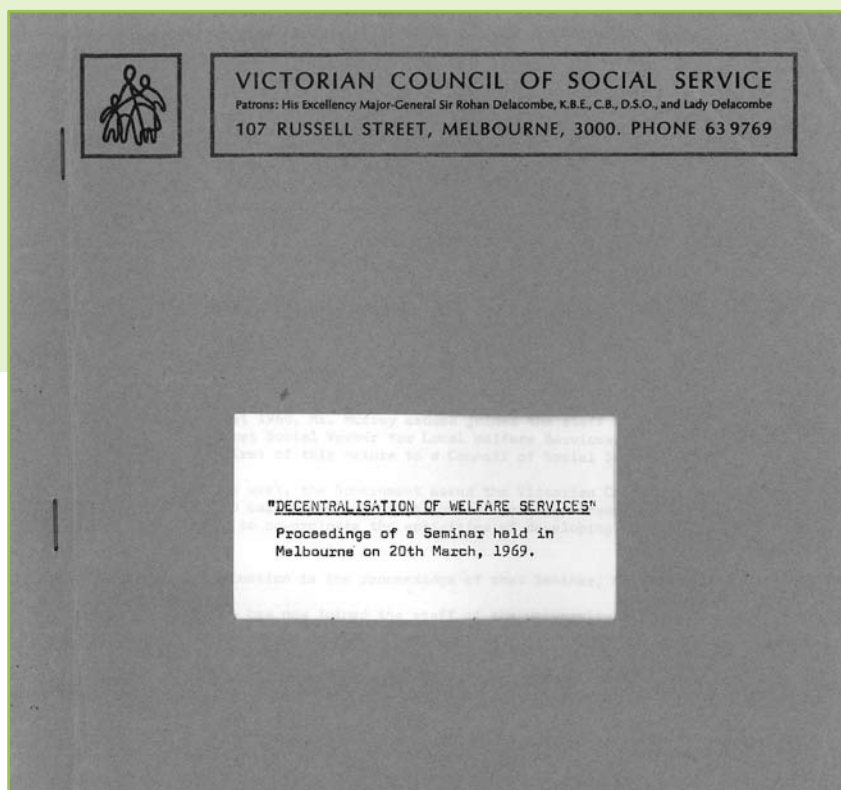 VICTORIAN COUNCIL OF SOCIAL SERVICE
Patrons: His Excellency Major-General Sir Rohan Delacombe, K.B.E., C.B., D.S.O., and Lady Delacombe
107 RUSSELL STREET, MELBOURNE, 3000. PHONE 63 9769
"DECENTRALISATION OF WELFARE SERVICES"
Proceedings of a Seminar held in
Melbourne on 20th March, 1969.